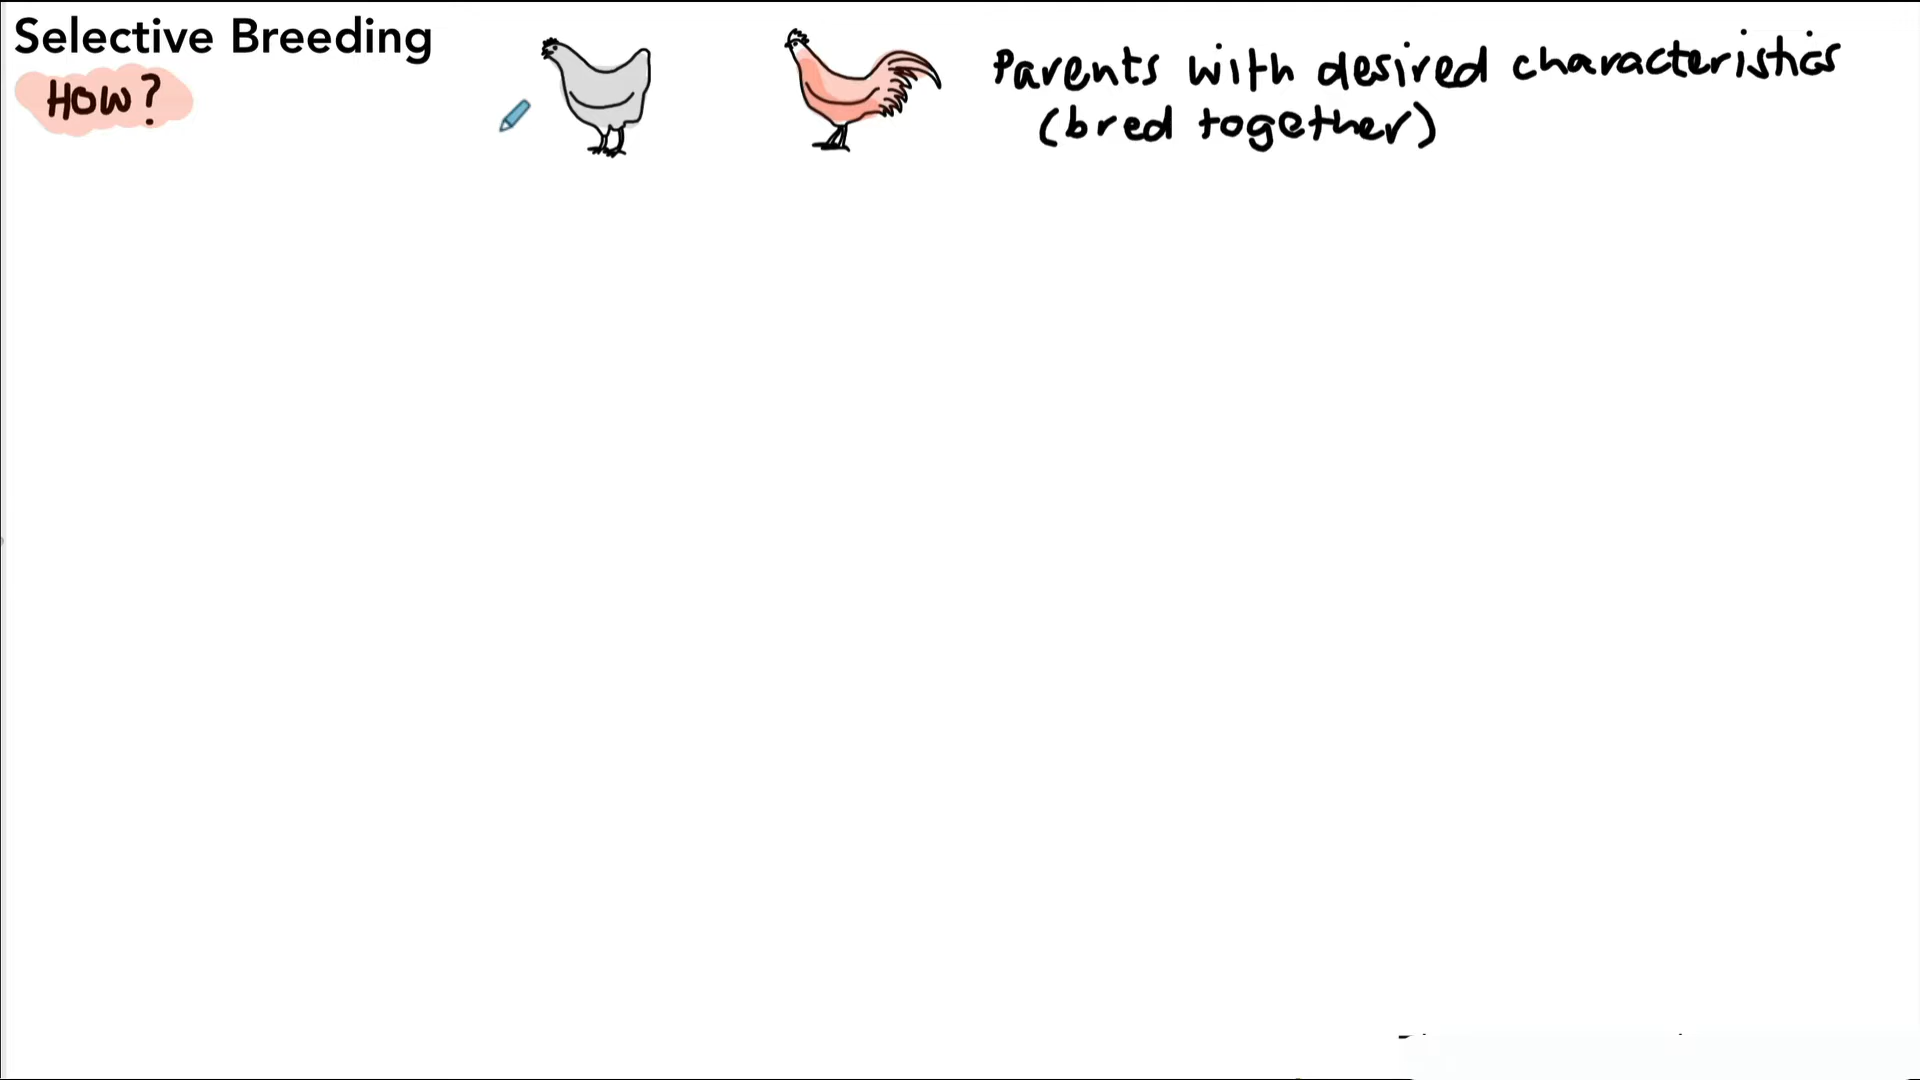 Selective Breeding
HOW?
Parents with desired characteristics
(bred together)